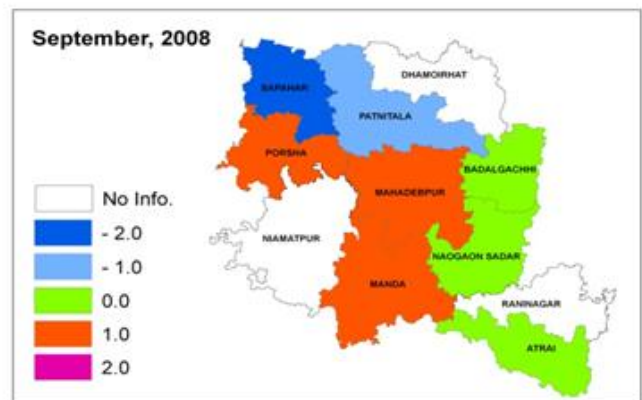 September, 2008
DHAMOIRHAT
SAPAHAR
PATNITALA
PORSHA
BADALGACHHI
MAHADEBPUR
No Info.
- 2.0
NIAMATPUR
- 1.0
NAOGAON SADAR
0.0
MANDA
RANINAGAR
1.0
ATRAI
2.0